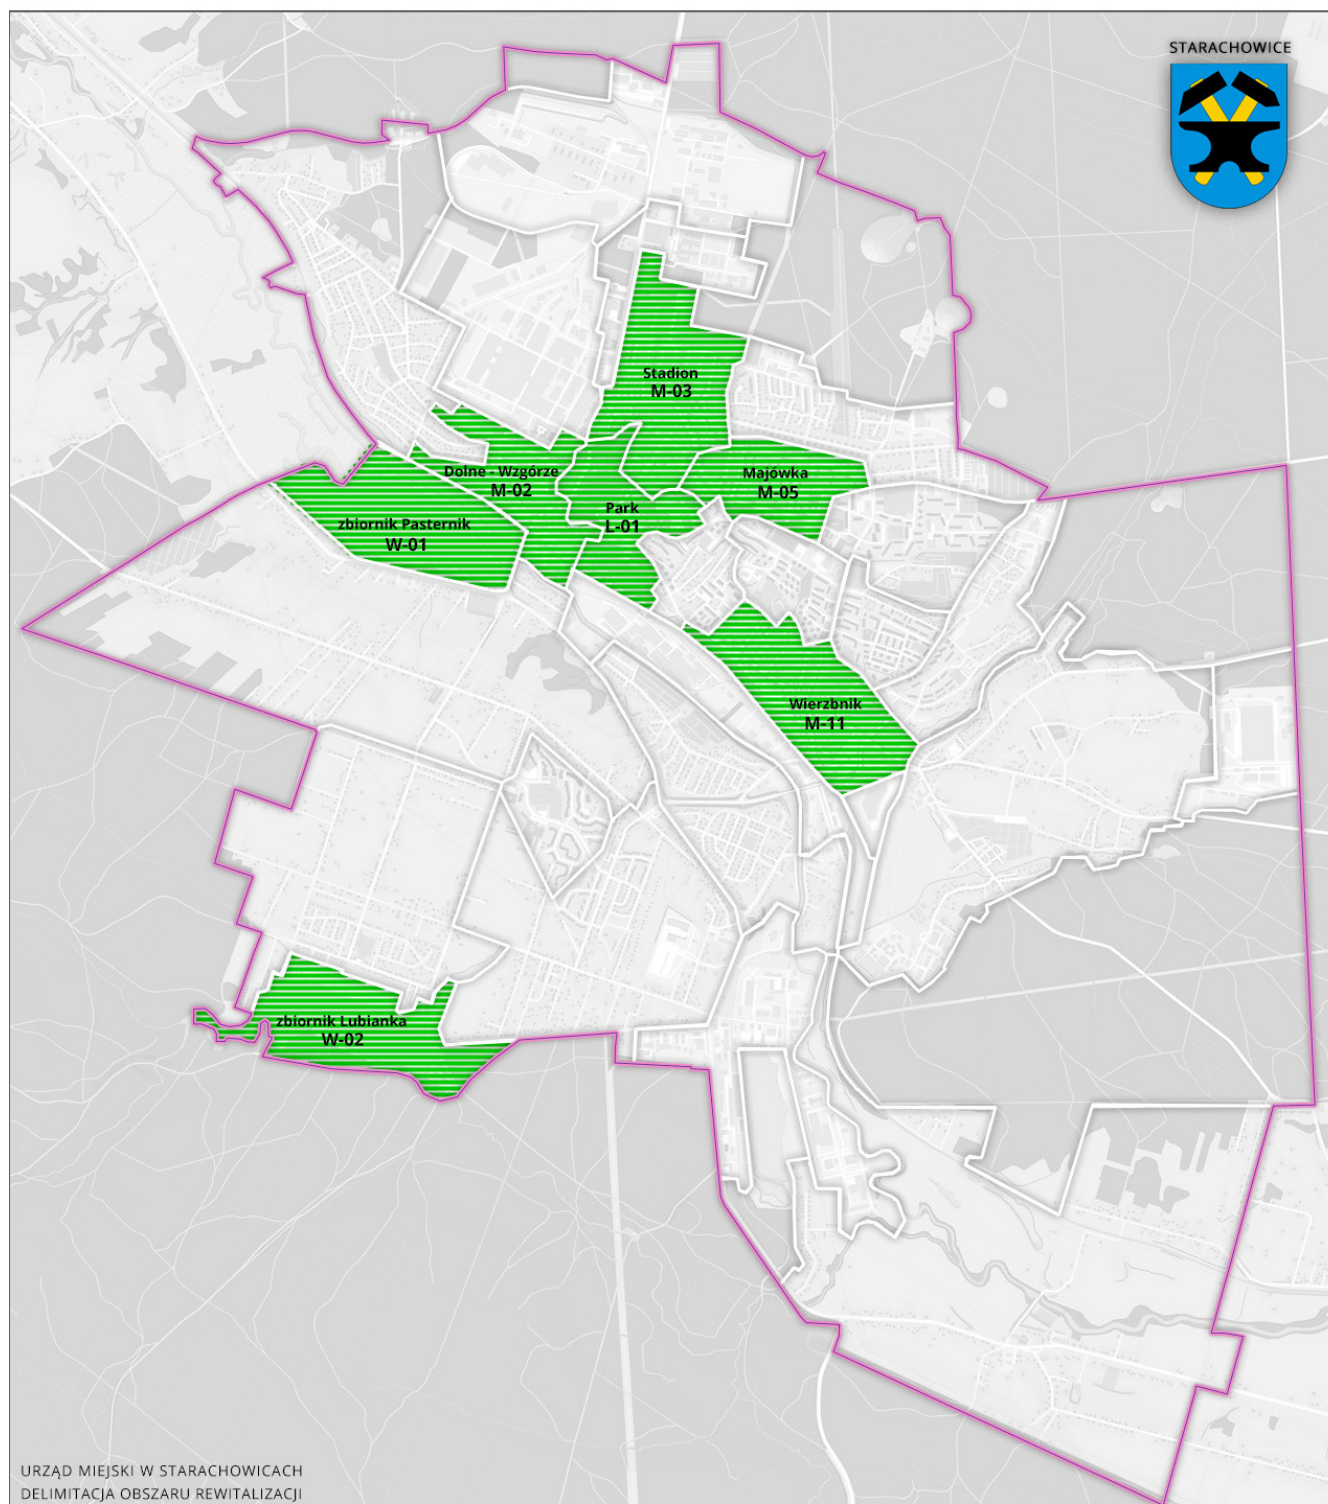 STARACHOWICE
Stadion
M-03
Dolne - Wzgórze
M-02
Majówka
M-05
Park
L-01
zbiornik Pasternik
W-01
Wierzbnik
M-11
zbiornik Lubianka
W-02
URZĄD MIEJSKI W STARACHOWICACH
DELIMITACJA OBSZARU REWITALIZACJI